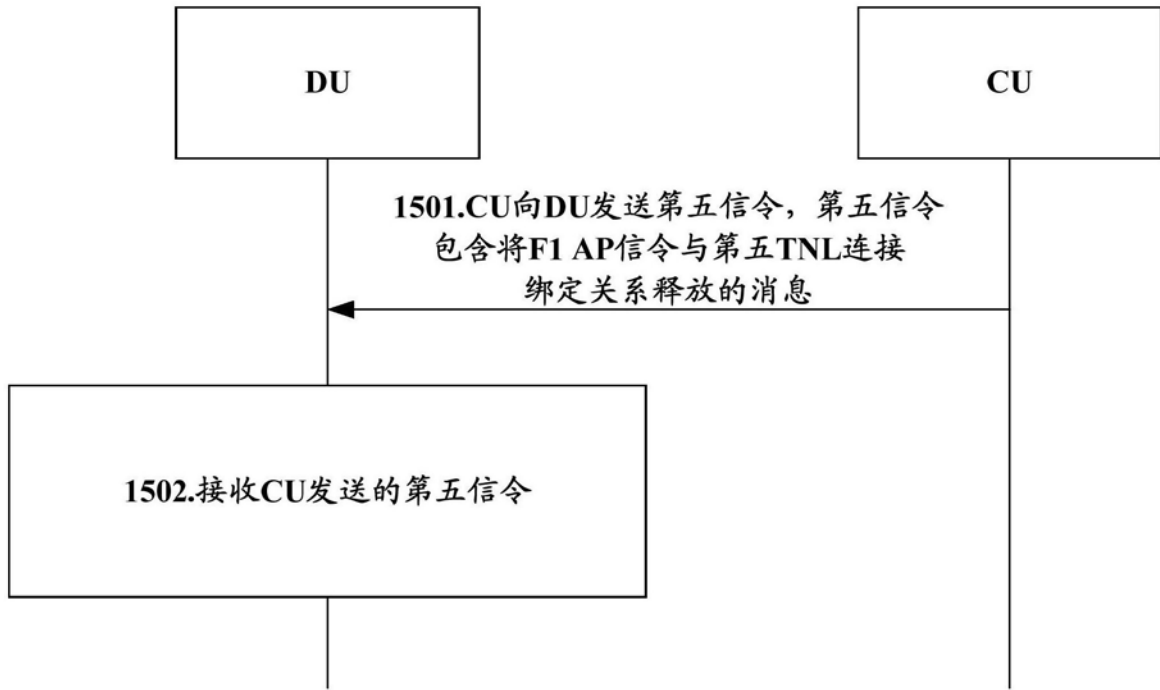 DU
CU
1501.CU向DU发送第五信令，第五信令
包含将F1 AP信令与第五TNL连接
绑定关系释放的消息
1502.接收CU发送的第五信令